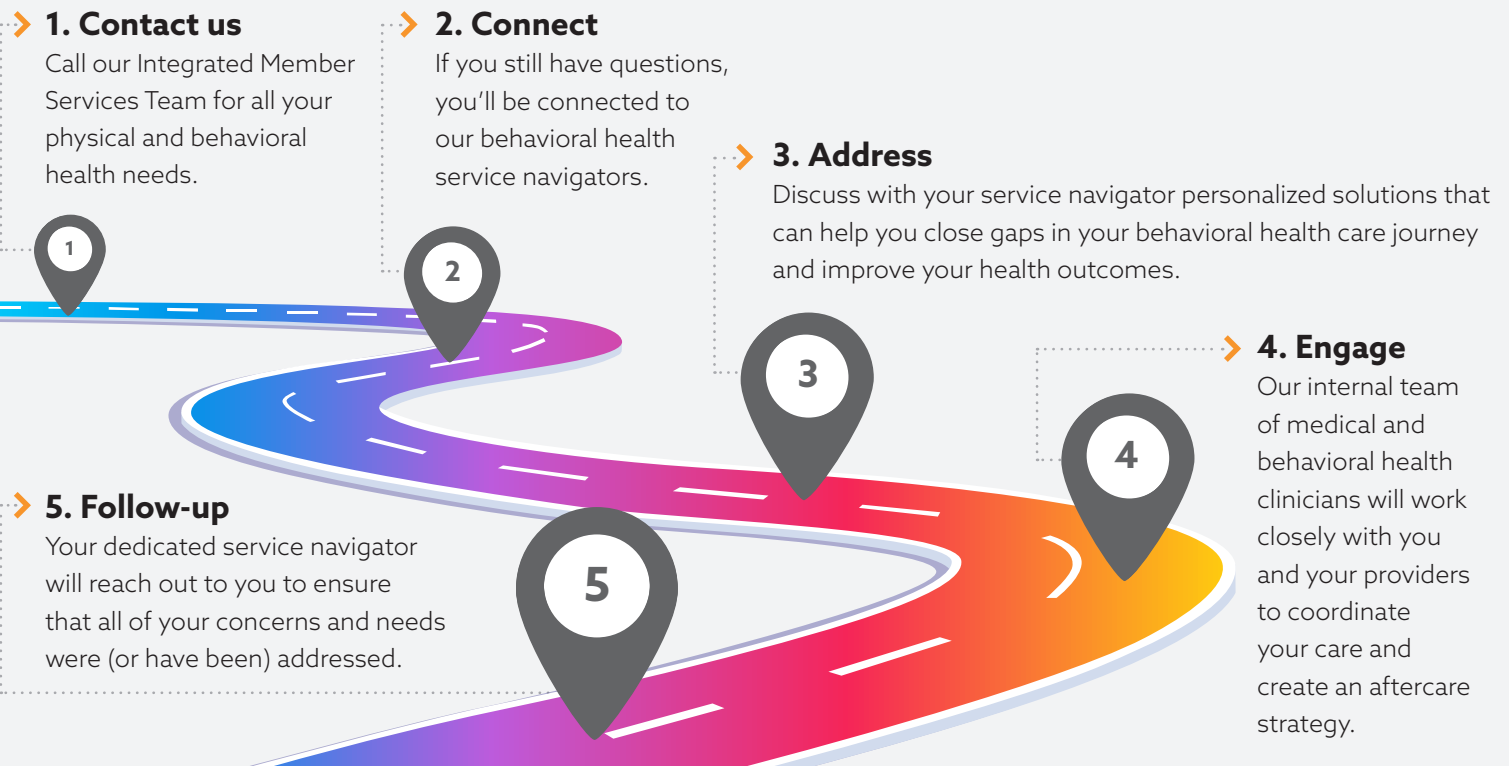 1. Contact us
Call our Integrated Member
Services Team for all your
physical and behavioral
health needs.
1
2. Connect
If you still have questions,
you'll be connected to
our behavioral health
service navigators.
2
3. Address
Discuss with your service navigator personalized solutions that
can help you close gaps in your behavioral health care journey
and improve your health outcomes.
3
4. Engage
Our internal team
of medical and
behavioral health
clinicians will work
closely with you
and your providers
to coordinate
your care and
create an aftercare
strategy.
4
5. Follow-up
Your dedicated service navigator
will reach out to you to ensure
that all of your concerns and needs
were (or have been) addressed.
5